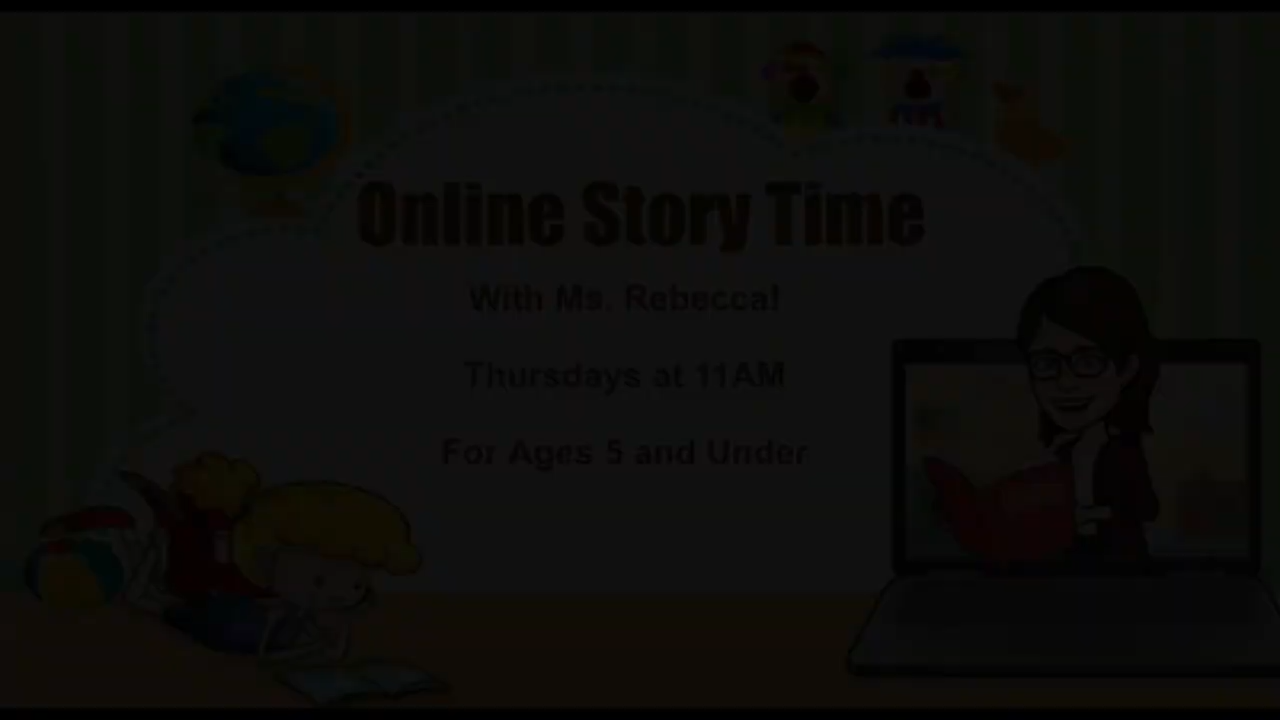 Online Story Time
With Ms. Rebecca!
Thursdays at 11AM
For Ages 5 and Under